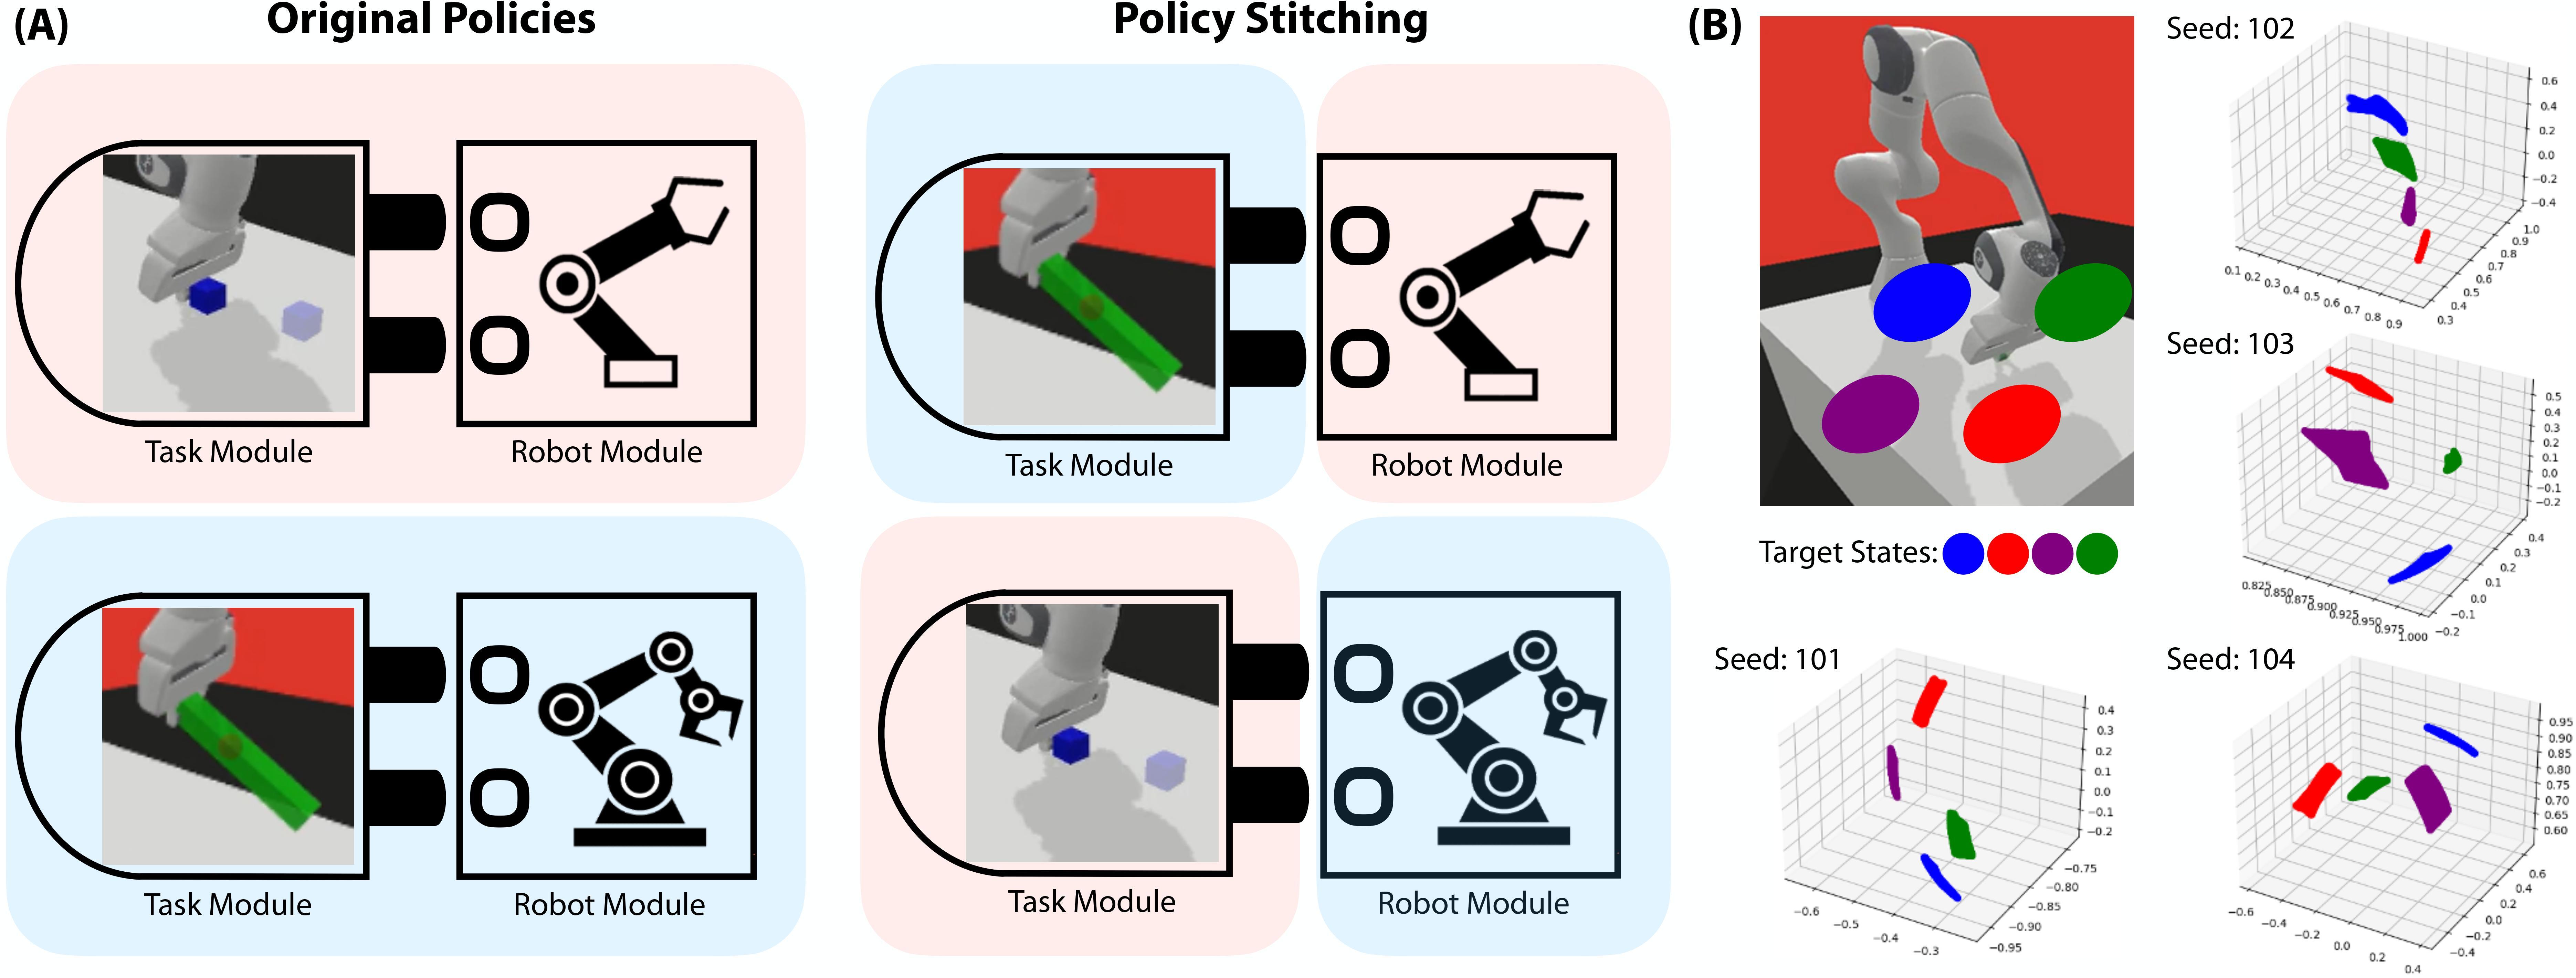 (A)
Original Policies
Policy Stitching
Task Module
Robot Module
Task Module
Robot Module
Task Module
Robot Module
Task Module
Robot Module
(B)
Target States:
Seed: 102
0.6
0.4
0.2
0.0
−0.2
−0.4
0.1 0.2 0.3 0.4 0.5 0.6 0.7 0.8 0.9
1.0
0.9
0.8
0.7
0.6
0.5
0.4
0.3
Seed: 103
0.5
0.4
0.3
0.2
0.1
0.0
−0.1
−0.2
0.825 0.850 0.875 0.900 0.925 0.950 0.975 1.000
0.4
0.3
0.2
0.1
0.0
−0.1
−0.2
Seed: 101
0.4
0.3
0.2
0.1
0.0
−0.1
−0.2
−0.6 −0.5 −0.4 −0.3
−0.75
−0.80
−0.85
−0.90
−0.95
Seed: 104
0.95
0.90
0.85
0.80
0.75
0.70
0.65
0.60
−0.6 −0.4 −0.2 0.0 0.2 0.4
0.6
0.4
0.2
0.0
−0.2
−0.4